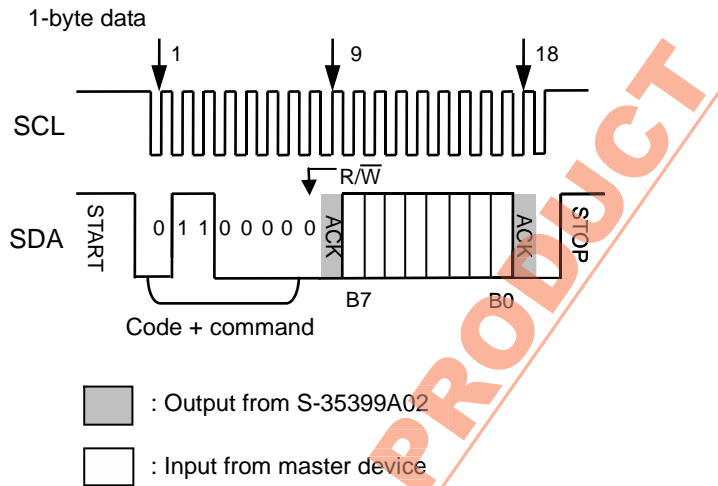 1-byte data
1 9 18
SCL
R/W̅
SDA START 0 1 1 0 0 0 0 0 ACK ACK STOP
B7 B0
Code + command
: Output from S-35399A02
: Input from master device
PRODUCT